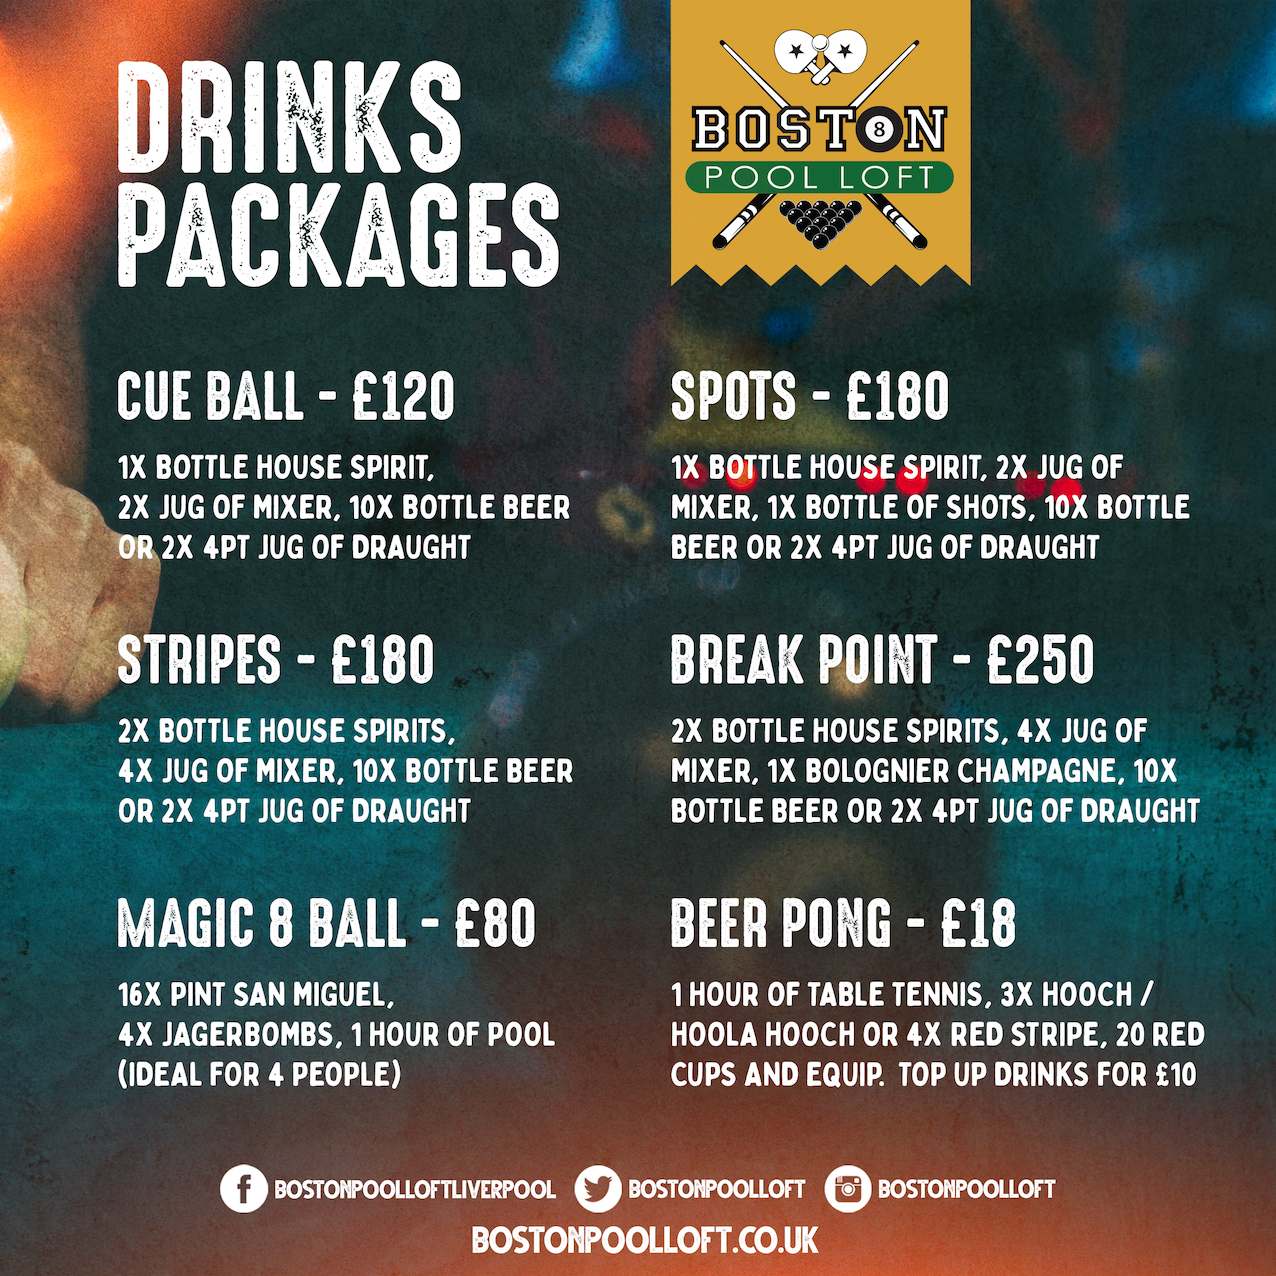 DRINKS
PACKAGES
BOSTON
8
POOL LOFT
CUE BALL - £120
1X BOTTLE HOUSE SPIRIT,
2X JUG OF MIXER, 10X BOTTLE BEER
OR 2X 4PT JUG OF DRAUGHT
SPOTS - £180
1X BOTTLE HOUSE SPIRIT, 2X JUG OF
MIXER, 1X BOTTLE OF SHOTS, 10X BOTTLE
BEER OR 2X 4PT JUG OF DRAUGHT
STRIPES - £180
2X BOTTLE HOUSE SPIRITS,
4X JUG OF MIXER, 10X BOTTLE BEER
OR 2X 4PT JUG OF DRAUGHT
BREAK POINT - £250
2X BOTTLE HOUSE SPIRITS, 4X JUG OF
MIXER, 1X BOLOGNIER CHAMPAGNE, 10X
BOTTLE BEER OR 2X 4PT JUG OF DRAUGHT
MAGIC 8 BALL - £80
16X PINT SAN MIGUEL,
4X JAGERBOMBS, 1 HOUR OF POOL
(IDEAL FOR 4 PEOPLE)
BEER PONG - £18
1 HOUR OF TABLE TENNIS, 3X HOOCH /
HOOLA HOOCH OR 4X RED STRIPE, 20 RED
CUPS AND EQUIP. TOP UP DRINKS FOR £10
BOSTONPOOLLOFTLIVERPOOL BOSTONPOOLLOFT BOSTONPOOLLOFT
BOSTONPOOLLOFT.CO.UK